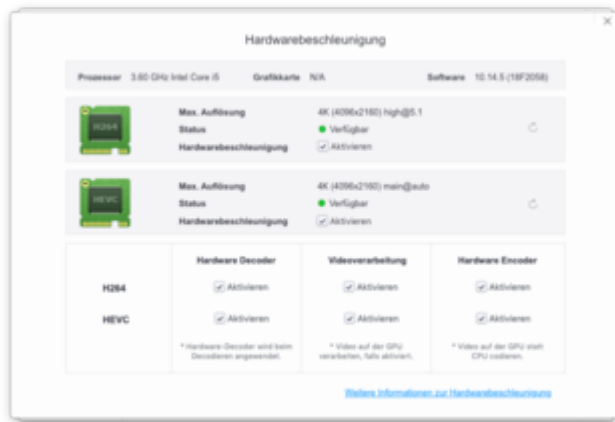 Hardwarebeschleunigung
Prozessor 3.60 GHz Intel Core i5 Grafikkarte N/A Software 10.14.5 (18F2058)
H264
Max. Auflösung 4K (4096x2160) high@5.1
Status Verfügbar
Hardwarebeschleunigung Aktivieren
HEVC
Max. Auflösung 4K (4096x2160) main@auto
Status Verfügbar
Hardwarebeschleunigung Aktivieren
Hardware Decoder Videoverarbeitung Hardware Encoder
H264 Aktivieren Aktivieren Aktivieren
HEVC Aktivieren Aktivieren Aktivieren
* Hardware-Decoder wird beim * Video auf der GPU * Video auf der GPU statt
Decodieren angewendet. verarbeiten, falls aktiviert. CPU codieren.
Weitere Informationen zur Hardwarebeschleunigung